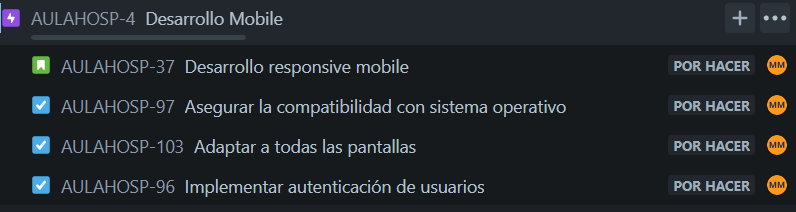 AULAHOSP-4 Desarrollo Mobile
AULAHOSP-37 Desarrollo responsive mobile POR HACER MM
AULAHOSP-97 Asegurar la compatibilidad con sistema operativo POR HACER MM
AULAHOSP-103 Adaptar a todas las pantallas POR HACER MM
AULAHOSP-96 Implementar autenticación de usuarios POR HACER MM